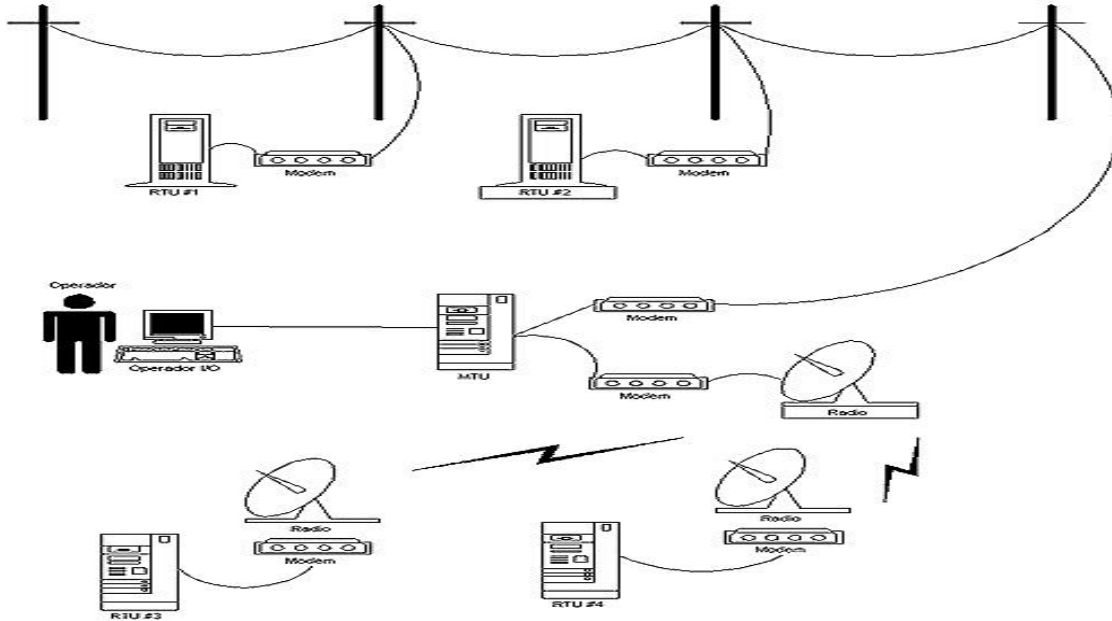 Modem
Modem
RTU #1
RTU #2
Operador
Modem
Operador I/O
MTU
Modem
Radio
Radio
Radio
Modem
Modem
RTU #3
RTU #4